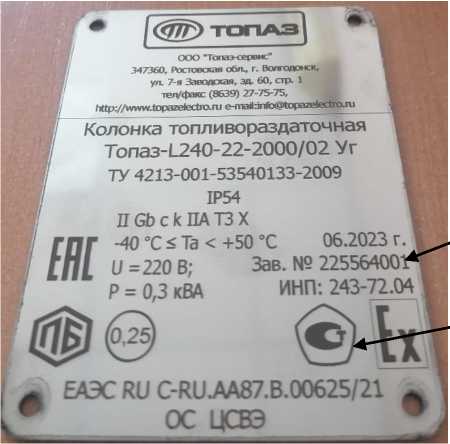 ТОПАЗ
ООО "Топаз-сервис"
347360, Ростовская обл., г. Волгодонск,
ул. 7-я Заводская, зд. 60, стр. 1
тел/факс (8639) 27-75-75,
http://www.topazelectro.ru e-mail:info@topazelectro.ru
Колонка топливораздаточная
Топаз-L240-22-2000/02 Уг
ТУ 4213-001-53540133-2009
IP54
II Gb c k IIA T3 X
-40 °C ≤ Ta < +50 °C 06.2023 г.
U = 220 В; Зав. № 225564001
P = 0,3 кВА ИНП: 243-72.04
ЕАС
ПБ 0,25 Ст Ex
ЕАЭС RU C-RU.АА87.В.00625/21
ОС ЦСВЭ